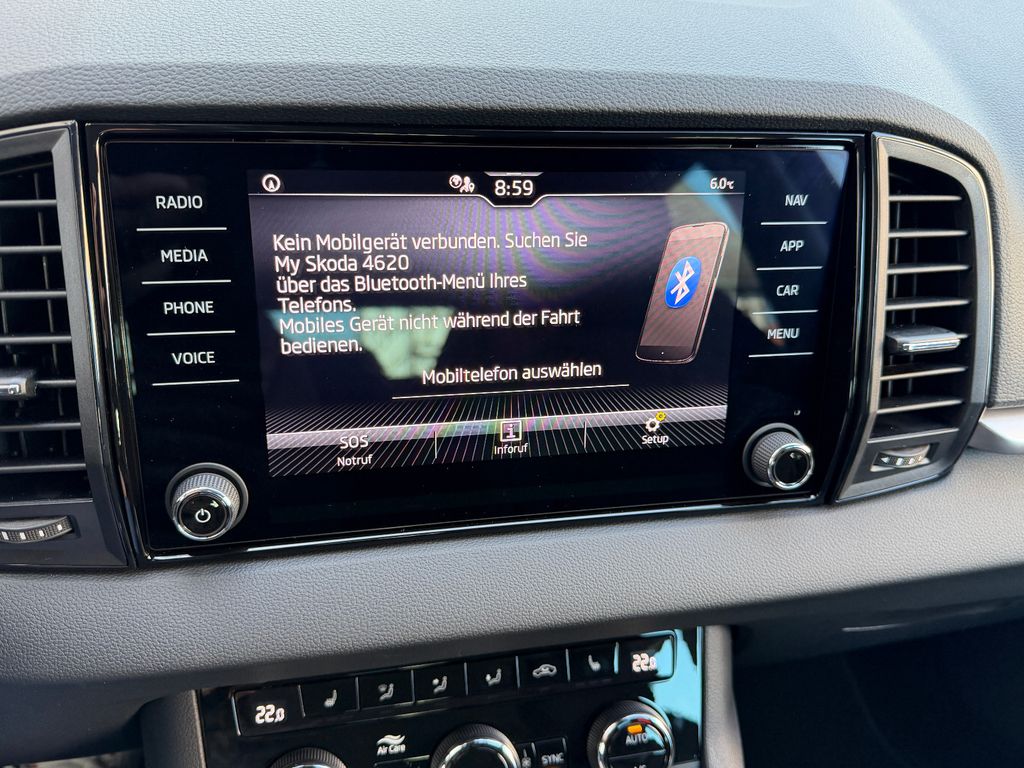 8:59
6.0°C
RADIO
MEDIA
PHONE
VOICE
Kein Mobilgerät verbunden. Suchen Sie
My Skoda 4620
über das Bluetooth-Menü Ihres
Telefons.
Mobiles Gerät nicht während der Fahrt
bedienen.
Mobiltelefon auswählen
SOS
Notruf
i
Inforuf
Setup
NAV
APP
CAR
MENU
22.0
22.0
Air Care
SYNC
AUTO